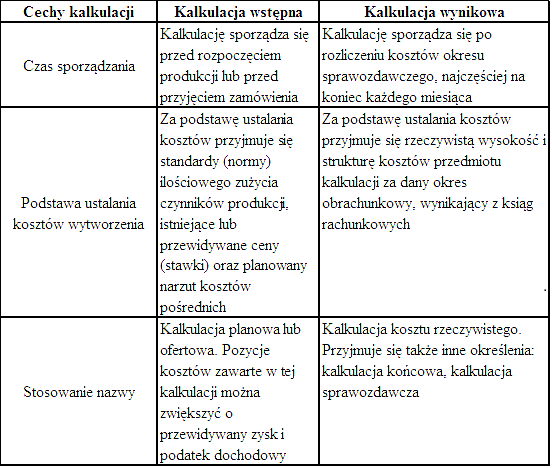 Cechy kalkulacji
Kalkulacja wstępna
Kalkulacja wynikowa
Czas sporządzania
Kalkulację sporządza się
przed rozpoczęciem
produkcji lub przed
przyjęciem zamówienia
Kalkulację sporządza się po
rozliczeniu kosztów okresu
sprawozdawczego, najczęściej na
koniec każdego miesiąca
Podstawa ustalania
kosztów wytworzenia
Za podstawę ustalania
kosztów przyjmuje się
standardy (normy)
ilościowego zużycia
czynników produkcji,
istniejące lub
przewidywane ceny
(stawki) oraz planowany
narzut kosztów
pośrednich
Za podstawę ustalania kosztów
przyjmuje się rzeczywistą wysokość i
strukturę kosztów przedmiotu
kalkulacji za dany okres
obrachunkowy, wynikający z ksiąg
rachunkowych
.
Stosowanie nazwy
Kalkulacja planowa lub
ofertowa. Pozycje
kosztów zawarte w tej
kalkulacji można
zwiększyć o
przewidywany zysk i
podatek dochodowy
Kalkulacja kosztu rzeczywistego.
Przyjmuje się także inne określenia:
kalkulacja końcowa, kalkulacja
sprawozdawcza